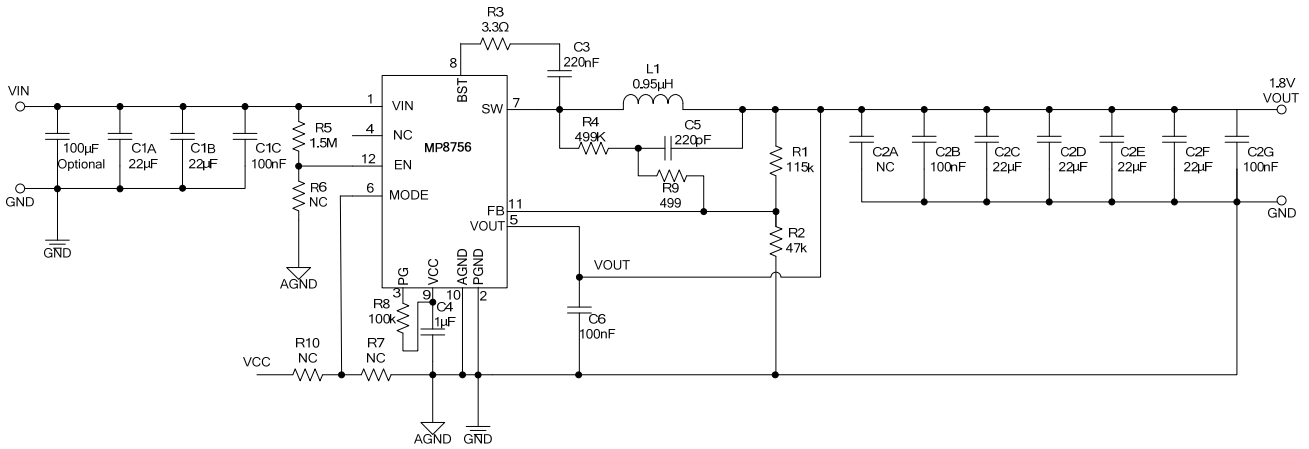 R3
3.3Ω
C3
220nF
8
BST
L1
0.95µH
VIN
1
VIN
SW
7
1.8V
VOUT
100µF
Optional
C1A
22µF
C1B
22µF
C1C
100nF
R5
1.5M
4
NC
MP8756
12
EN
R4
499K
C5
220pF
R1
115k
C2A
NC
C2B
100nF
C2C
22µF
C2D
22µF
C2E
22µF
C2F
22µF
C2G
100nF
R6
NC
6
MODE
R9
499
GND
FB
11
VOUT
5
GND
R2
47k
GND
AGND
PG
VCC
AGND
PGND
3
9
10
2
VOUT
R8
100k
C4
1µF
C6
100nF
R10
NC
R7
NC
VCC
AGND
GND